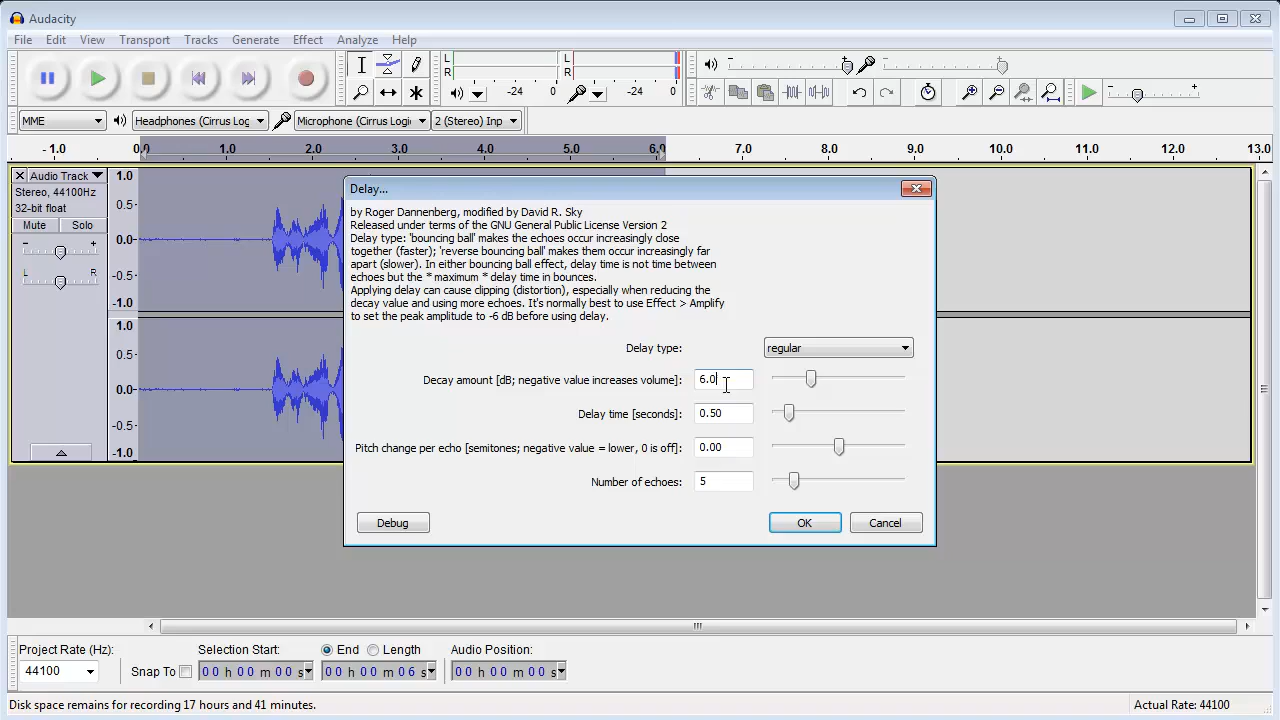 Audacity
File Edit View Transport Tracks Generate Effect Analyze Help
L
R
-24 0
L
R
-24 0
MME Headphones (Cirrus Log Microphone (Cirrus Logi 2 (Stereo) Inp
- 1.0 0.0 1.0 2.0 3.0 4.0 5.0 6.0 7.0 8.0 9.0 10.0 11.0 12.0 13.0
Audio Track
Stereo, 44100Hz
32-bit float
Mute Solo
- +
L R
1.0
0.5
0.0
-0.5
-1.0
1.0
0.5
0.0
-0.5
-1.0
Delay...
by Roger Dannenberg, modified by David R. Sky
Released under terms of the GNU General Public License Version 2
Delay type: 'bouncing ball' makes the echoes occur increasingly close
together (faster); 'reverse bouncing ball' makes them occur increasingly far
apart (slower). In either bouncing ball effect, delay time is not time between
echoes but the * maximum * delay time in bounces.
Applying delay can cause clipping (distortion), especially when reducing the
decay value and using more echoes. It's normally best to use Effect > Amplify
to set the peak amplitude to -6 dB before using delay.
Delay type: regular
Decay amount [dB; negative value increases volume]: 6.0
Delay time [seconds]: 0.50
Pitch change per echo [semitones; negative value = lower, 0 is off]: 0.00
Number of echoes: 5
Debug OK Cancel
Project Rate (Hz): Selection Start: End Length Audio Position:
44100 Snap To 00 h 00 m 00 s 00 h 00 m 06 s 00 h 00 m 00 s
Disk space remains for recording 17 hours and 41 minutes. Actual Rate: 44100